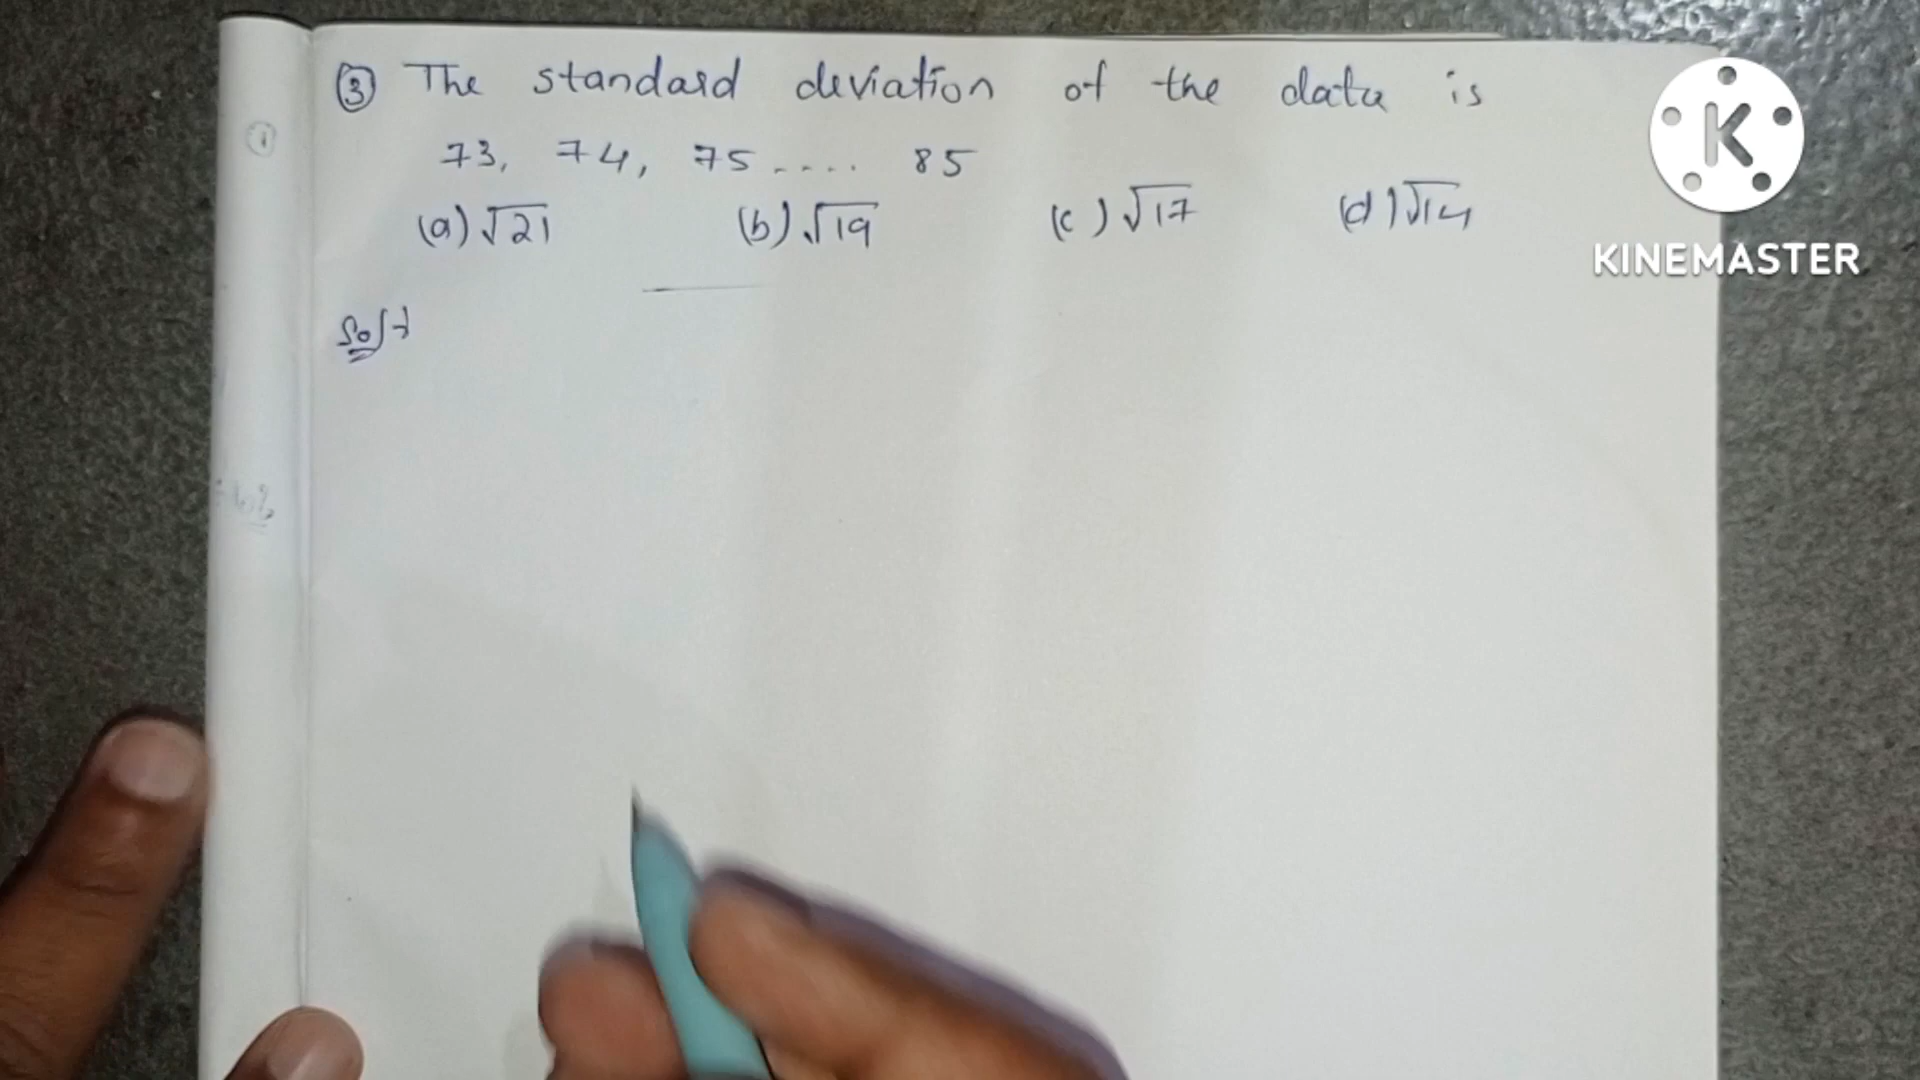 ③ The standard deviation of the data is
73, 74, 75 .... 85
(a) √21 (b) √19 (c) √17 (d) √14
Sol→
K
KINEMASTER